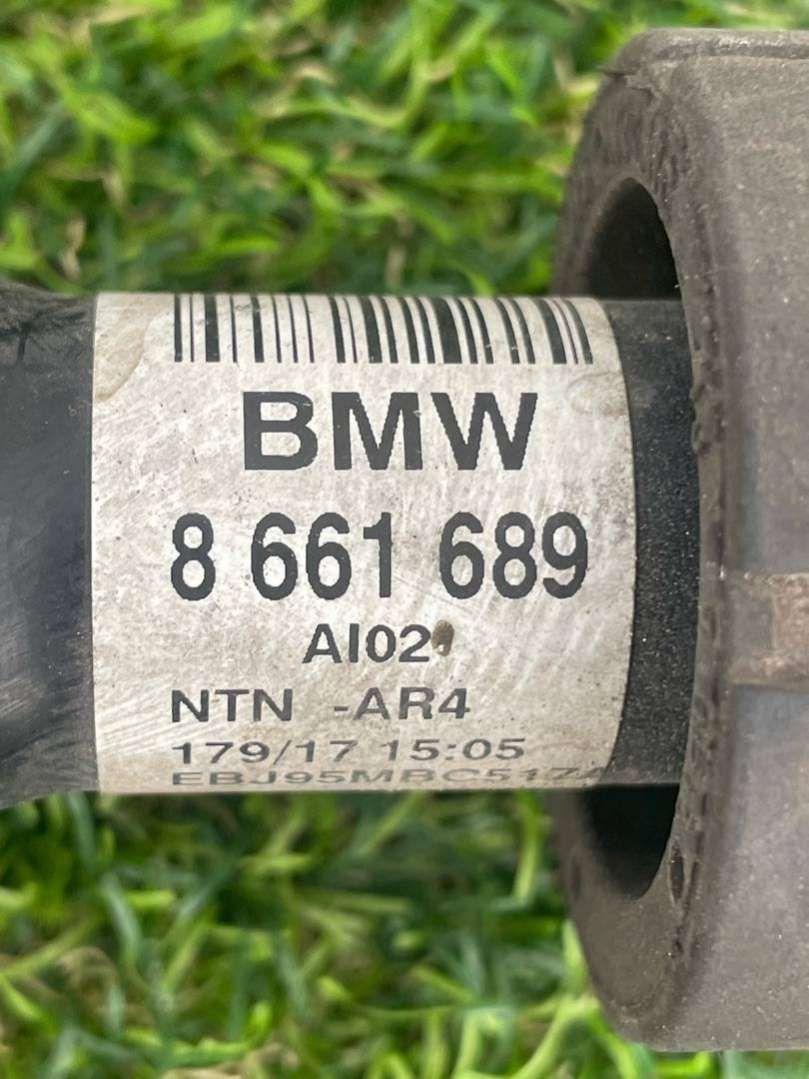 BMW
8 661 689
AI02
NTN -AR4
179/17 15:05